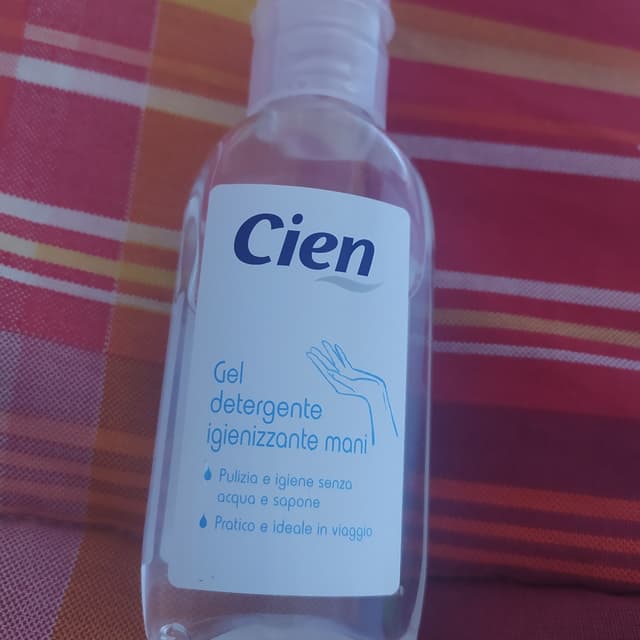 Cien
Gel
detergente
igienizzante mani
Pulizia e igiene senza
acqua e sapone
Pratico e ideale in viaggio